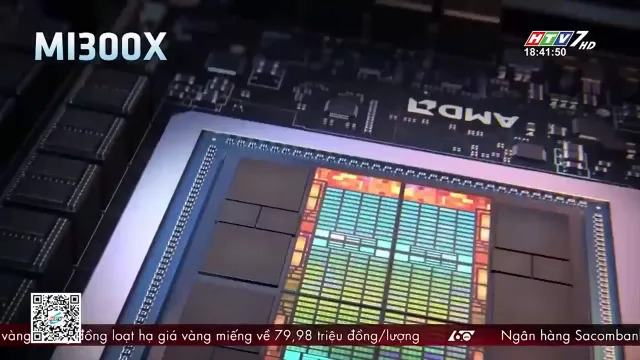 MI300X
HTV7 HD
18:41:50
AMD
vàng
đồng loạt hạ giá vàng miếng về 79,98 triệu đồng/lượng
Ngân hàng Sacomban